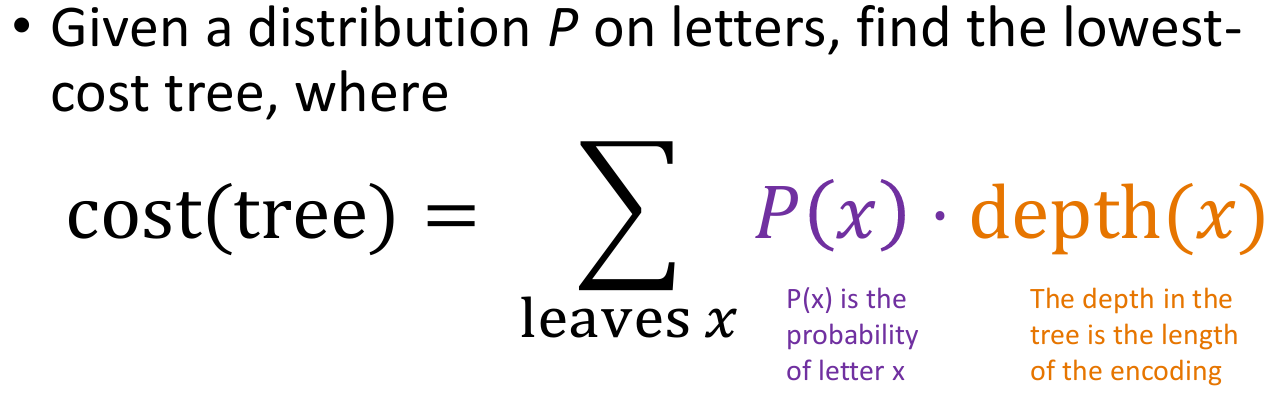 • Given a distribution P on letters, find the lowest-
cost tree, where
cost(tree) = ∑ P(x) · depth(x)
leaves x
P(x) is the
probability
of letter x
The depth in the
tree is the length
of the encoding